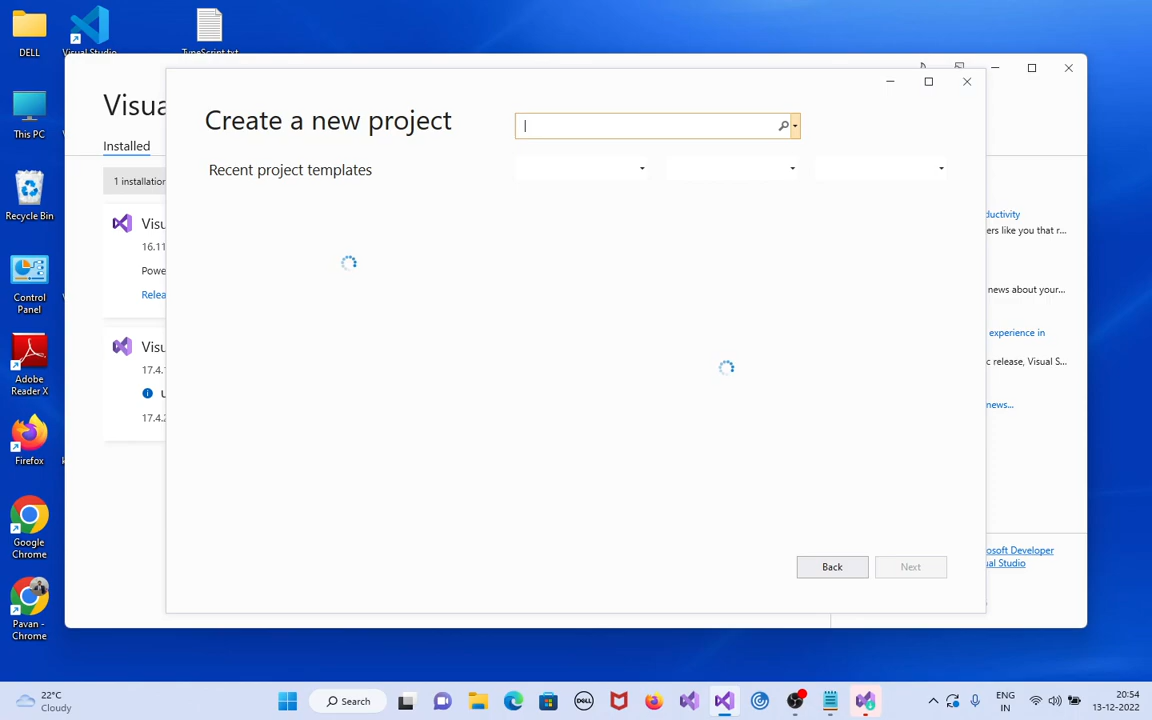 DELL
Visual Studio
TypeScript.txt
This PC
Recycle Bin
Control
Panel
Adobe
Reader X
Firefox
Google
Chrome
Pavan -
Chrome
Visua
Installed
1 installation
Visu
16.11
Powe
Relea
Visu
17.4.
17.4.
Create a new project
Recent project templates
Back
Next
ductivity
ers like you that r...
news about your...
experience in
c release, Visual S...
news...
osoft Developer
ual Studio
22°C
Cloudy
Search
DELL
ENG
IN
20:54
13-12-2022